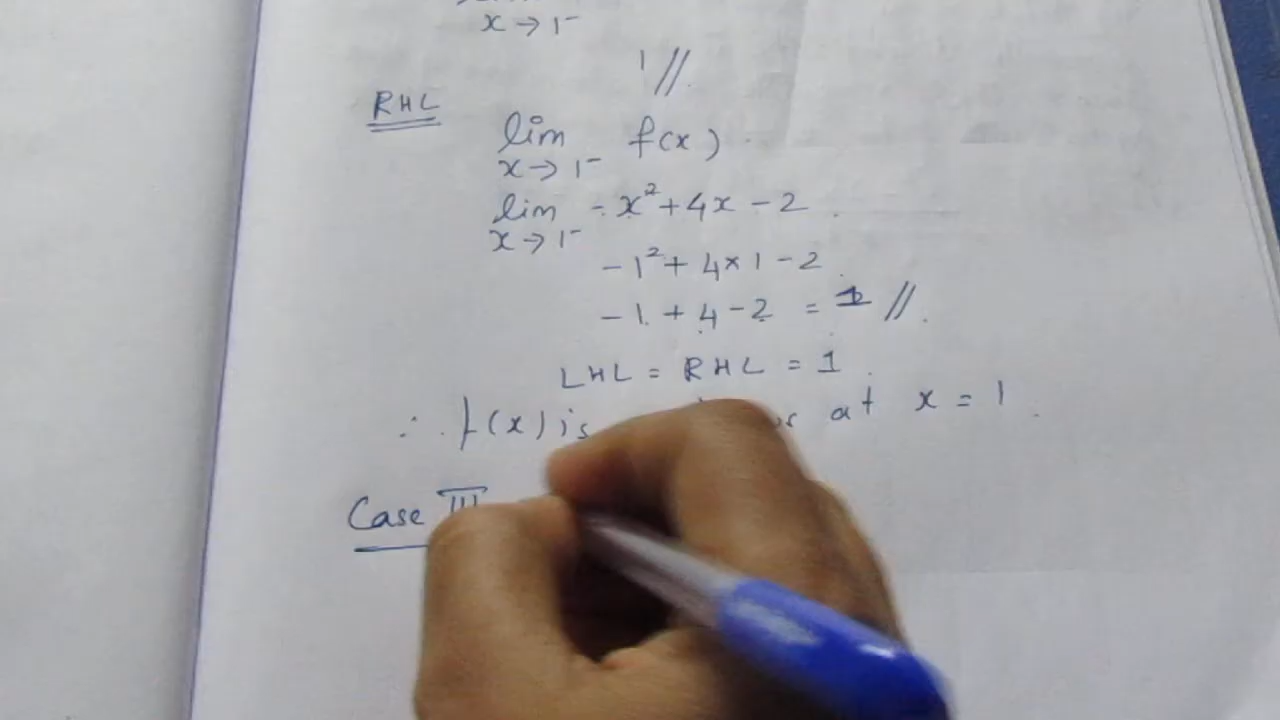 x → 1⁻
1 //
RHL
lim f(x)
x → 1⁻
lim - x² + 4x - 2
x → 1⁻
- 1² + 4 × 1 - 2
- 1 + 4 - 2 = 1 //
LHL = RHL = 1
∴ f(x) is at x = 1
Case III